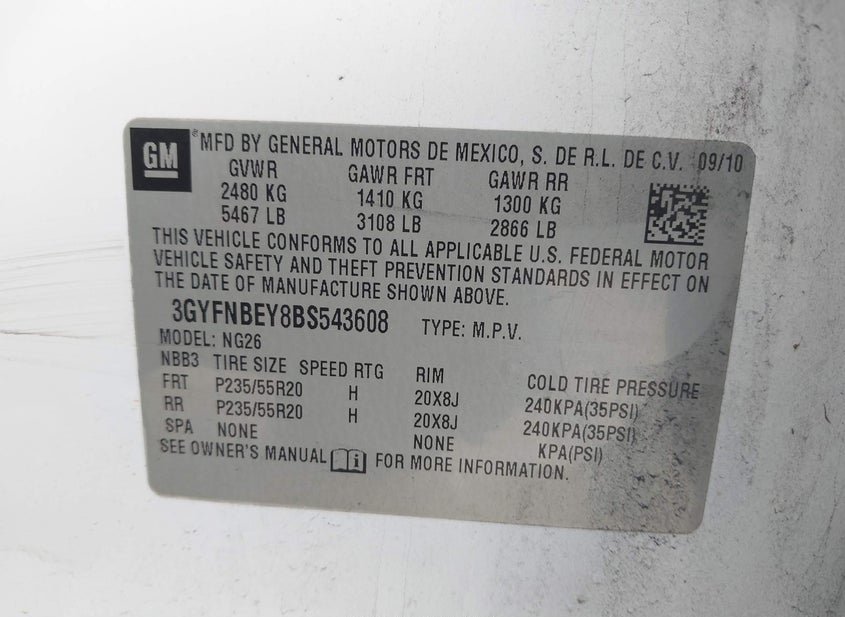 GM ®MFD BY GENERAL MOTORS DE MEXICO, S. DE R.L. DE C.V. 09/10
GVWR GAWR FRT GAWR RR
2480 KG 1410 KG 1300 KG
5467 LB 3108 LB 2866 LB
THIS VEHICLE CONFORMS TO ALL APPLICABLE U.S. FEDERAL MOTOR
VEHICLE SAFETY AND THEFT PREVENTION STANDARDS IN EFFECT ON
THE DATE OF MANUFACTURE SHOWN ABOVE.
3GYFNBEY8BS543608 TYPE: M.P.V.
MODEL: NG26
NBB3 TIRE SIZE SPEED RTG RIM COLD TIRE PRESSURE
FRT P235/55R20 H 20X8J 240KPA(35PSI)
RR P235/55R20 H 20X8J 240KPA(35PSI)
SPA NONE NONE KPA(PSI)
SEE OWNER'S MANUAL FOR MORE INFORMATION.